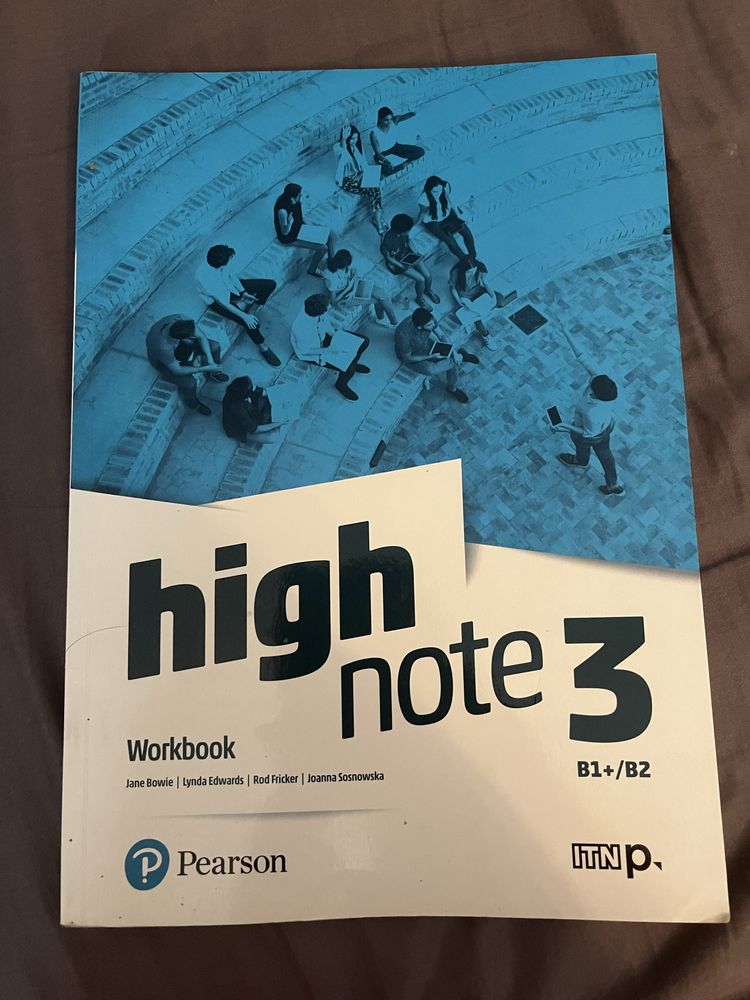 high
note 3
Workbook
B1+/B2
Jane Bowie | Lynda Edwards | Rod Fricker | Joanna Sosnowska
Pearson
ITN p